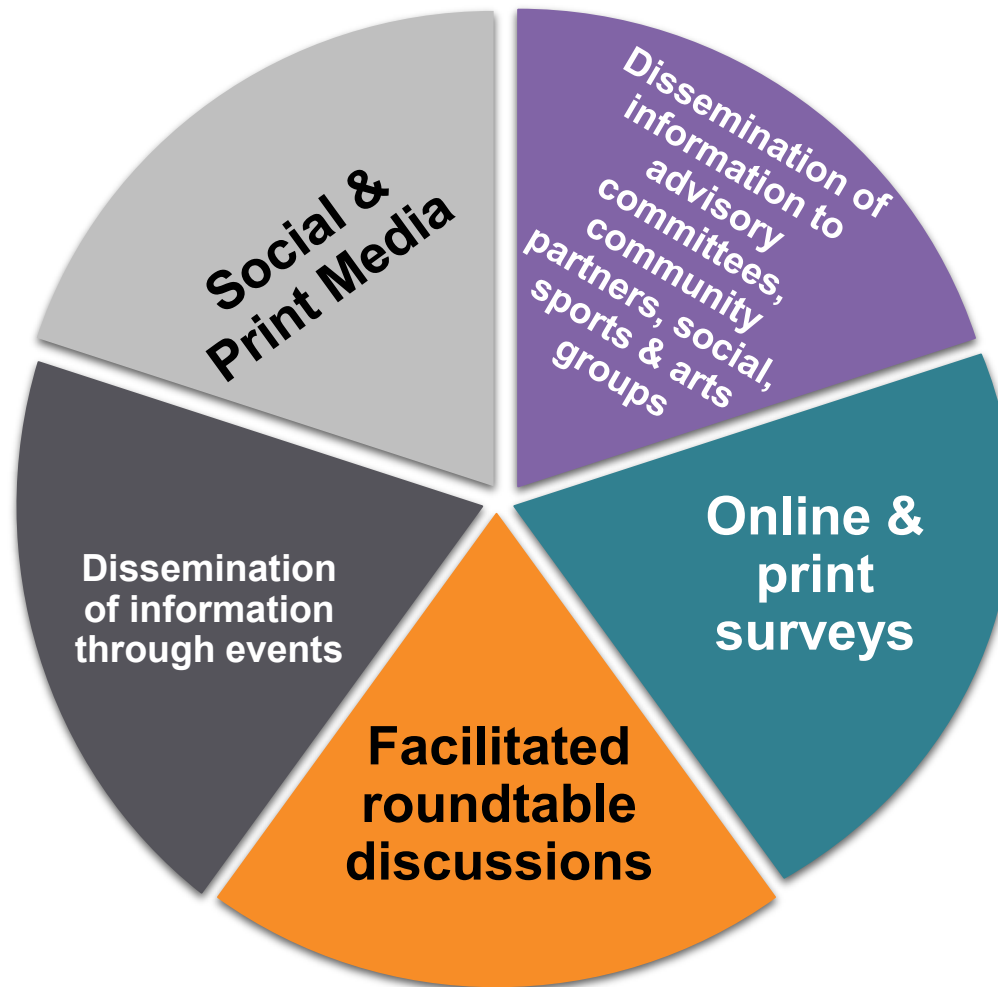 Social &
Print Media
Dissemination of
information to
advisory
committees,
community
partners, social,
sports & arts
groups
Online &
print
surveys
Facilitated
roundtable
discussions
Dissemination
of information
through events